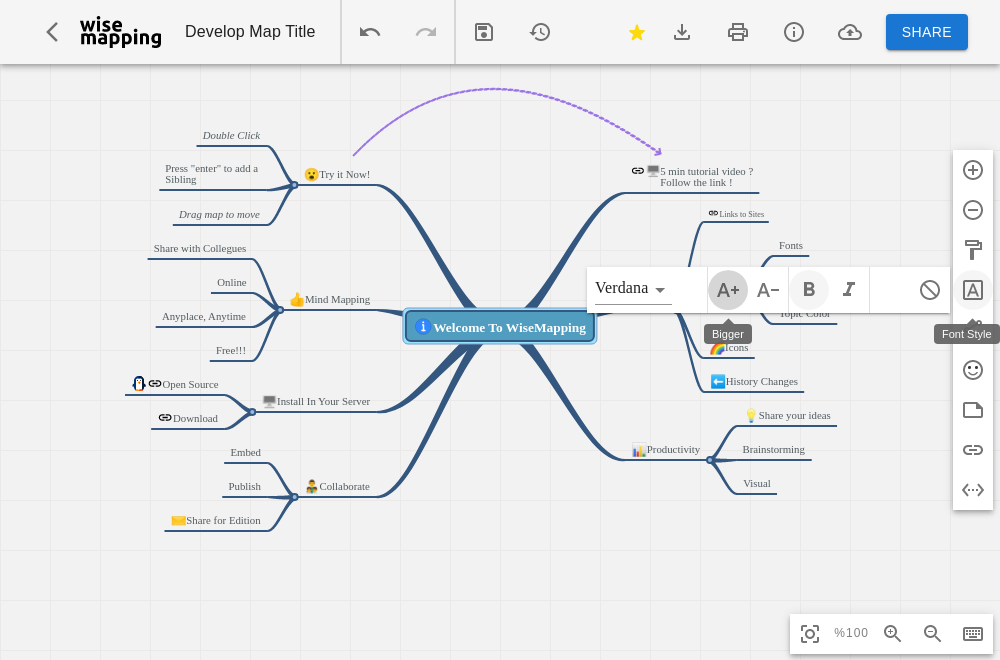 wise
mapping
Develop Map Title
SHARE
Double Click
Press "enter" to add a
Sibling
Drag map to move
Try it Now!
5 min tutorial video ?
Follow the link !
Links to Sites
Fonts
Topic Color
Share with Collegues
Online
Anyplace, Anytime
Free!!!
Mind Mapping
Welcome To WiseMapping
Verdana
A+
A-
B
I
A
Bigger
Font Style
Icons
History Changes
Open Source
Download
Install In Your Server
Share your ideas
Productivity
Brainstorming
Visual
Embed
Publish
Share for Edition
Collaborate
%100